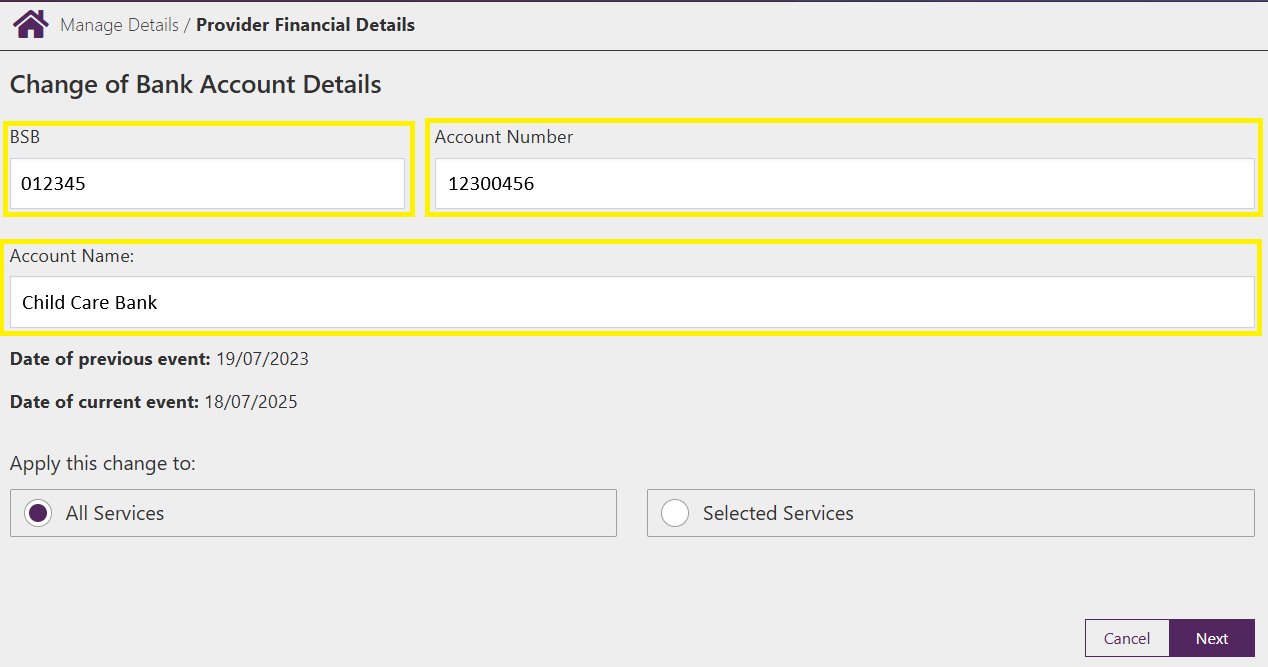 Manage Details / Provider Financial Details
Change of Bank Account Details
BSB
Account Number
012345
12300456
Account Name:
Child Care Bank
Date of previous event: 19/07/2023
Date of current event: 18/07/2025
Apply this change to:
All Services
Selected Services
Cancel
Next